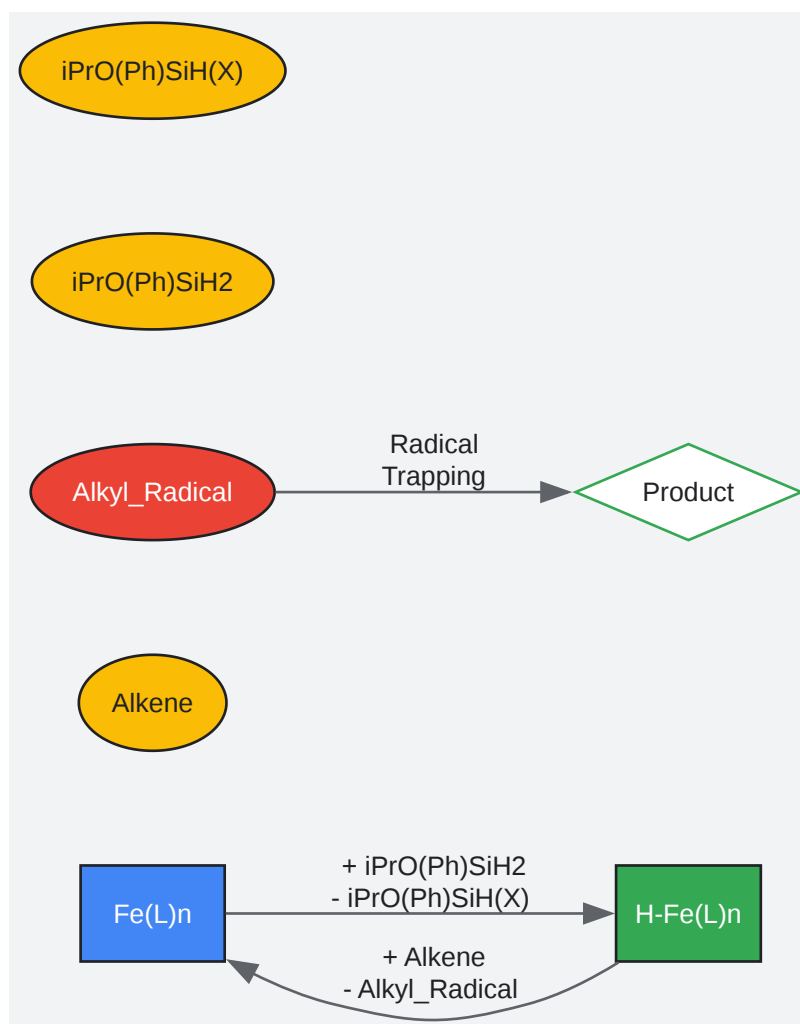 iPrO(Ph)SiH(X)
iPrO(Ph)SiH2
Radical
Trapping
Alkyl_Radical
Product
Alkene
+ iPrO(Ph)SiH2
- iPrO(Ph)SiH(X)
Fe(L)n
H-Fe(L)n
+ Alkene
- Alkyl_Radical